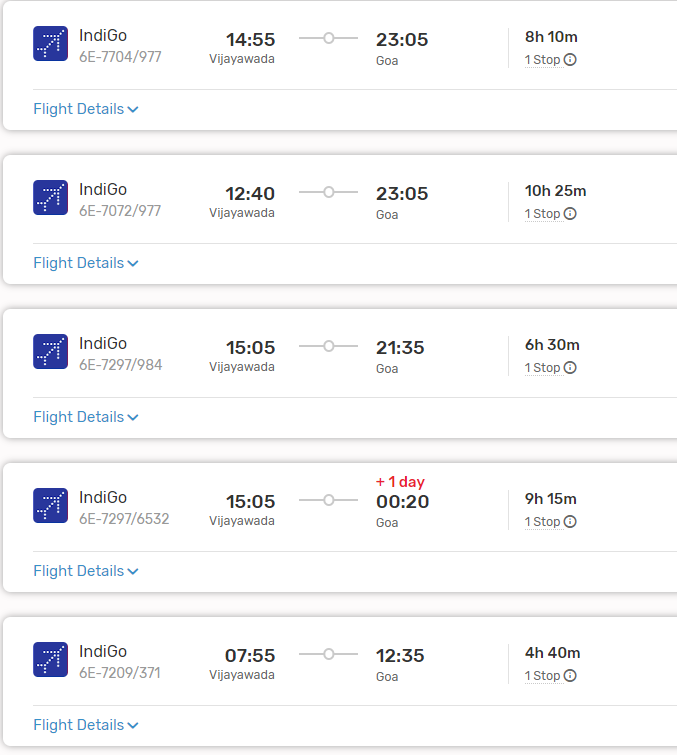 IndiGo 14:55 23:05 8h 10m
6E-7704/977 Vijayawada Goa 1 Stop
Flight Details
IndiGo 12:40 23:05 10h 25m
6E-7072/977 Vijayawada Goa 1 Stop
Flight Details
IndiGo 15:05 21:35 6h 30m
6E-7297/984 Vijayawada Goa 1 Stop
Flight Details
+ 1 day
IndiGo 15:05 00:20 9h 15m
6E-7297/6532 Vijayawada Goa 1 Stop
Flight Details
IndiGo 07:55 12:35 4h 40m
6E-7209/371 Vijayawada Goa 1 Stop
Flight Details